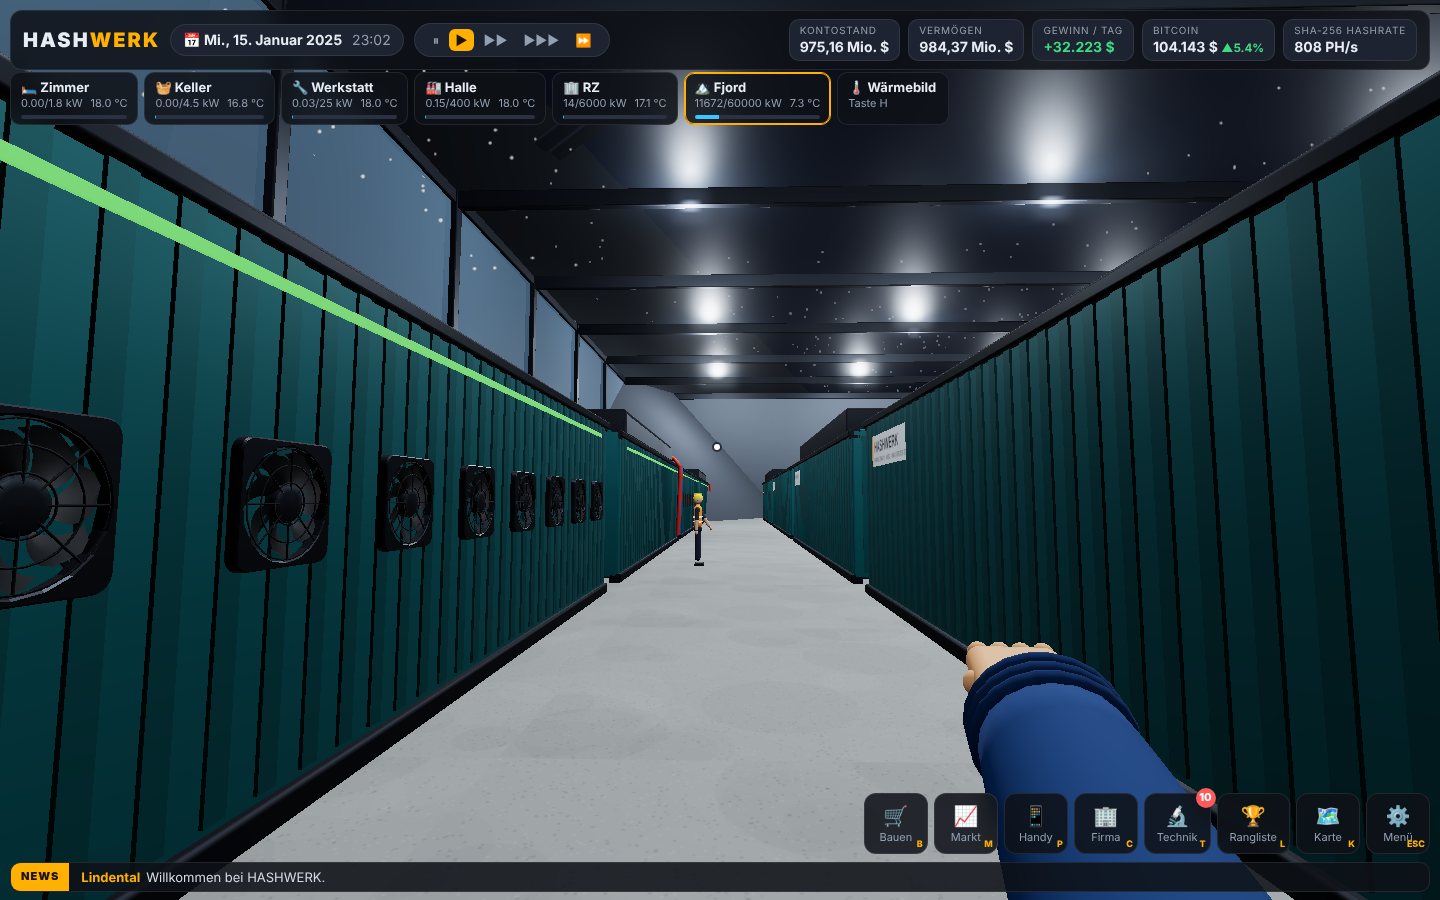 HASHWERK
📅 Mi., 15. Januar 2025 23:02
KONTOSTAND
975,16 Mio. $
VERMÖGEN
984,37 Mio. $
GEWINN / TAG
+32.223 $
BITCOIN
104.143 $ ▲5.4%
SHA-256 HASHRATE
808 PH/s
Zimmer
0.00/1.8 kW 18.0 °C
Keller
0.00/4.5 kW 16.8 °C
Werkstatt
0.03/25 kW 18.0 °C
Halle
0.15/400 kW 18.0 °C
RZ
14/6000 kW 17.1 °C
Fjord
11672/60000 kW 7.3 °C
Wärmebild
Taste H
HASHWERK
10
Bauen B
Markt M
Handy P
Firma C
Technik T
Rangliste L
Karte K
Menü ESC
NEWS Lindental Willkommen bei HASHWERK.